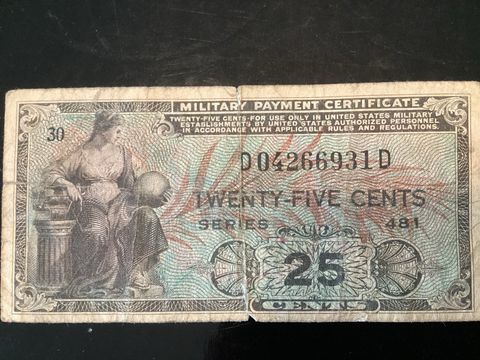 MILITARY PAYMENT CERTIFICATE
TWENTY-FIVE CENTS-FOR USE ONLY IN UNITED STATES MILITARY
ESTABLISHMENTS BY UNITED STATES AUTHORIZED PERSONNEL
IN ACCORDANCE WITH APPLICABLE RULES AND REGULATIONS.
30
D04266931D
TWENTY-FIVE CENTS
SERIES 481
25
CENTS